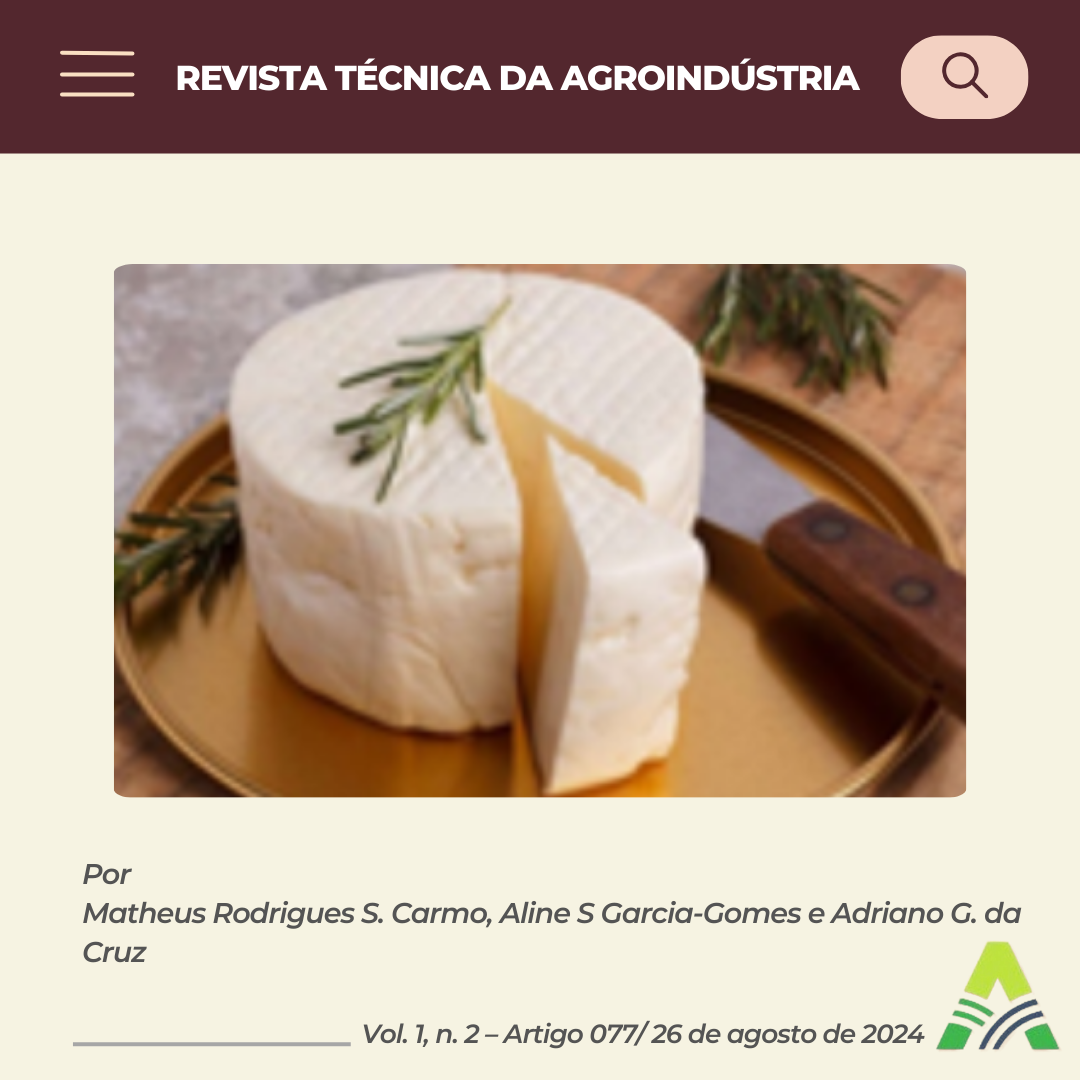 REVISTA TÉCNICA DA AGROINDÚSTRIA
Por
Matheus Rodrigues S. Carmo, Aline S Garcia-Gomes e Adriano G. da
Cruz
Vol. 1, n. 2 – Artigo 077/ 26 de agosto de 2024